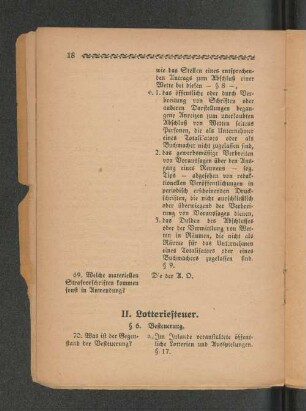 18
wie das Stellen eines entsprechen-
den Antrags zum Abschluß einer
Wette bei diesen — § 8 —,
c. 1. das öffentliche oder durch Ver-
breitung von Schriften oder
anderen Darstellungen began-
gene Anreizen zum unerlaubten
Abschluß von Wetten seitens
Personen, die als Unternehmer
eines Totalisators oder als
Buchmacher nicht zugelassen sind,
2. das gewerbsmäßige Verbreiten
von Voraussagen über den Aus-
gang eines Rennens — sog.
Tips — abgesehen von redak-
tionellen Veröffentlichungen in
periodisch erscheinenden Druck-
schriften, die nicht ausschließlich
oder überwiegend der Verbrei-
tung von Voraussagen dienen,
3. das Dulden des Abschlusses
oder der Vermittlung von Wet-
ten in Räumen, die nicht als
Räume für das Unternehmen
eines Totalisators oder eines
Buchmachers zugelassen sind.
§ 9.
69. Welche materiellen
Strafvorschriften kommen
sonst in Anwendung?
Die der A. O.
II. Lotteriesteuer.
§ 6. Besteuerung.
70. Was ist der Gegen-
stand der Besteuerung?
a. Im Inlande veranstaltete öffent-
liche Lotterien und Ausspielungen.
§ 17.